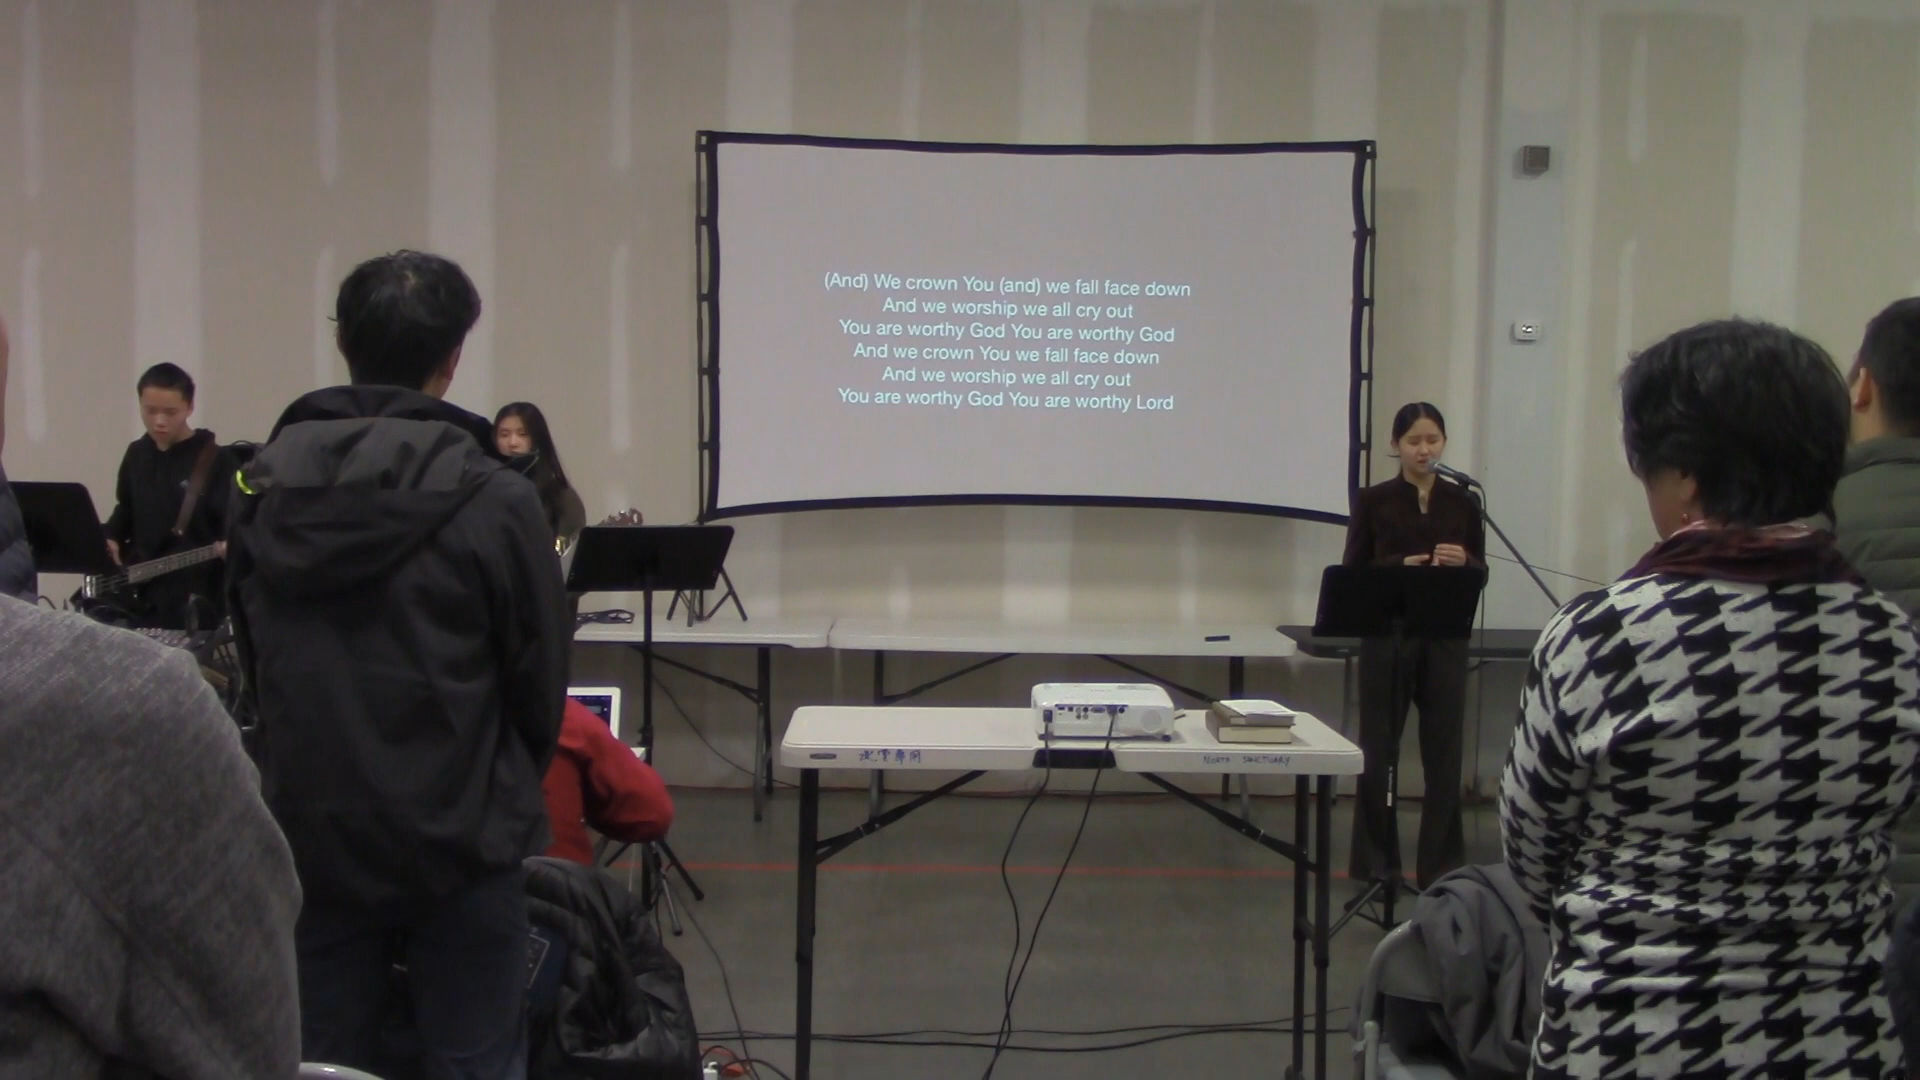 (And) We crown You (and) we fall face down
And we worship we all cry out
You are worthy God You are worthy God
And we crown You we fall face down
And we worship we all cry out
You are worthy God You are worthy Lord
NORTH SANCTUARY